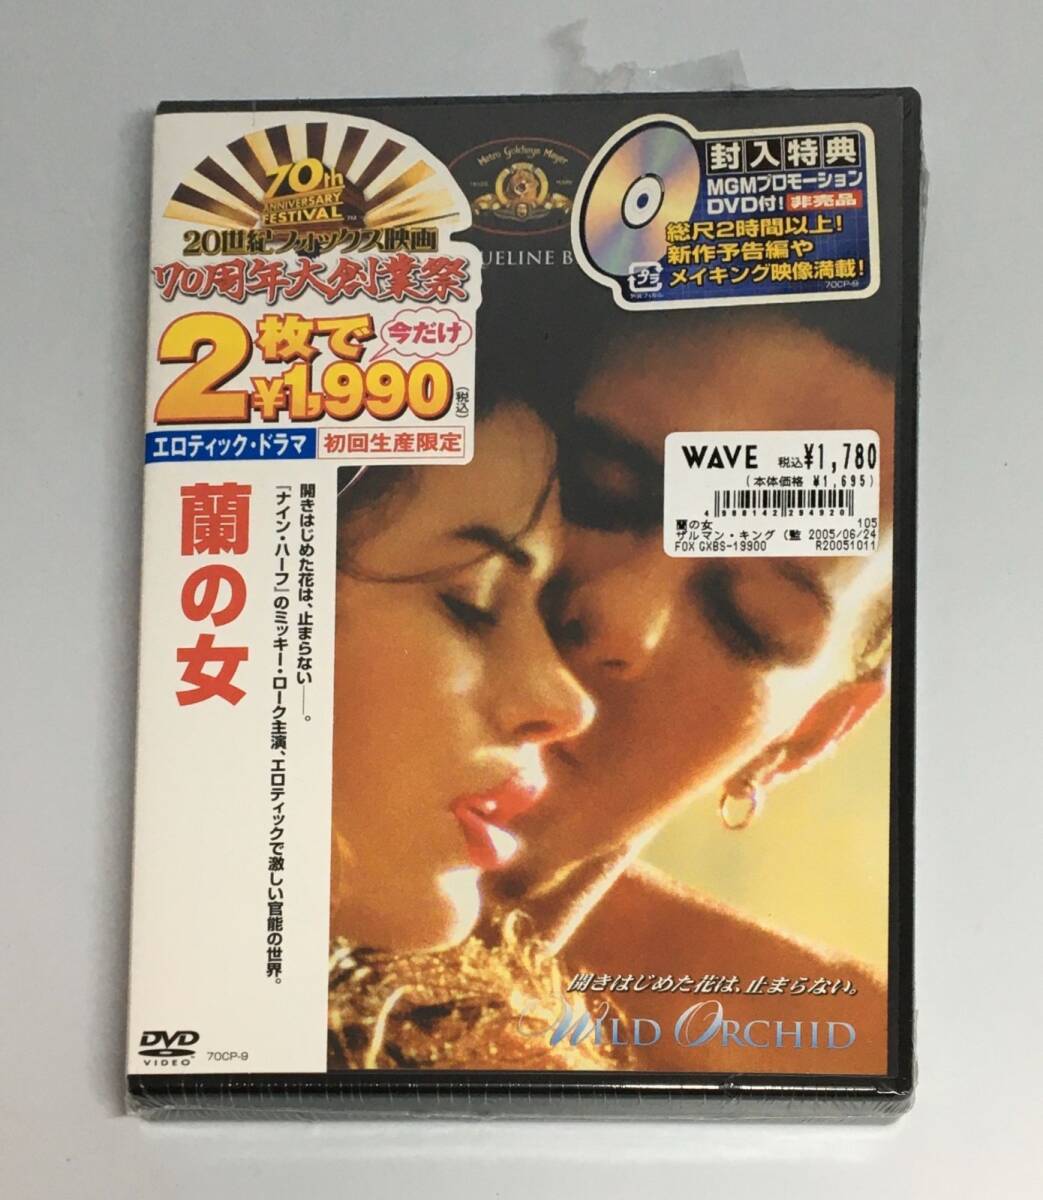 70th
ANNIVERSARY
FESTIVAL
20世紀フォックス映画
70周年大創業祭
2枚で
今だけ
¥1,990
(税込)
エロティック・ドラマ
初回生産限定
蘭の女
開きはじめた花は、止まらない——。
『ナイン・ハーフ』のミッキー・ローク主演、エロティックで激しい官能の世界。
DVD
VIDEO
70CP-9
Metro Goldwyn Mayer
QUELINE B
封入特典
MGMプロモーション
DVD付! 非売品
総尺2時間以上!
新作予告編や
メイキング映像満載!
プラ
70CP-9
WAVE 税込¥1,780
(本体価格 ¥1,695)
4 988142 294920
蘭の女 105
ザルマン・キング (監 2005/06/24
FOX GXBS-19900 R20051011
開きはじめた花は、止まらない。
WILD ORCHID